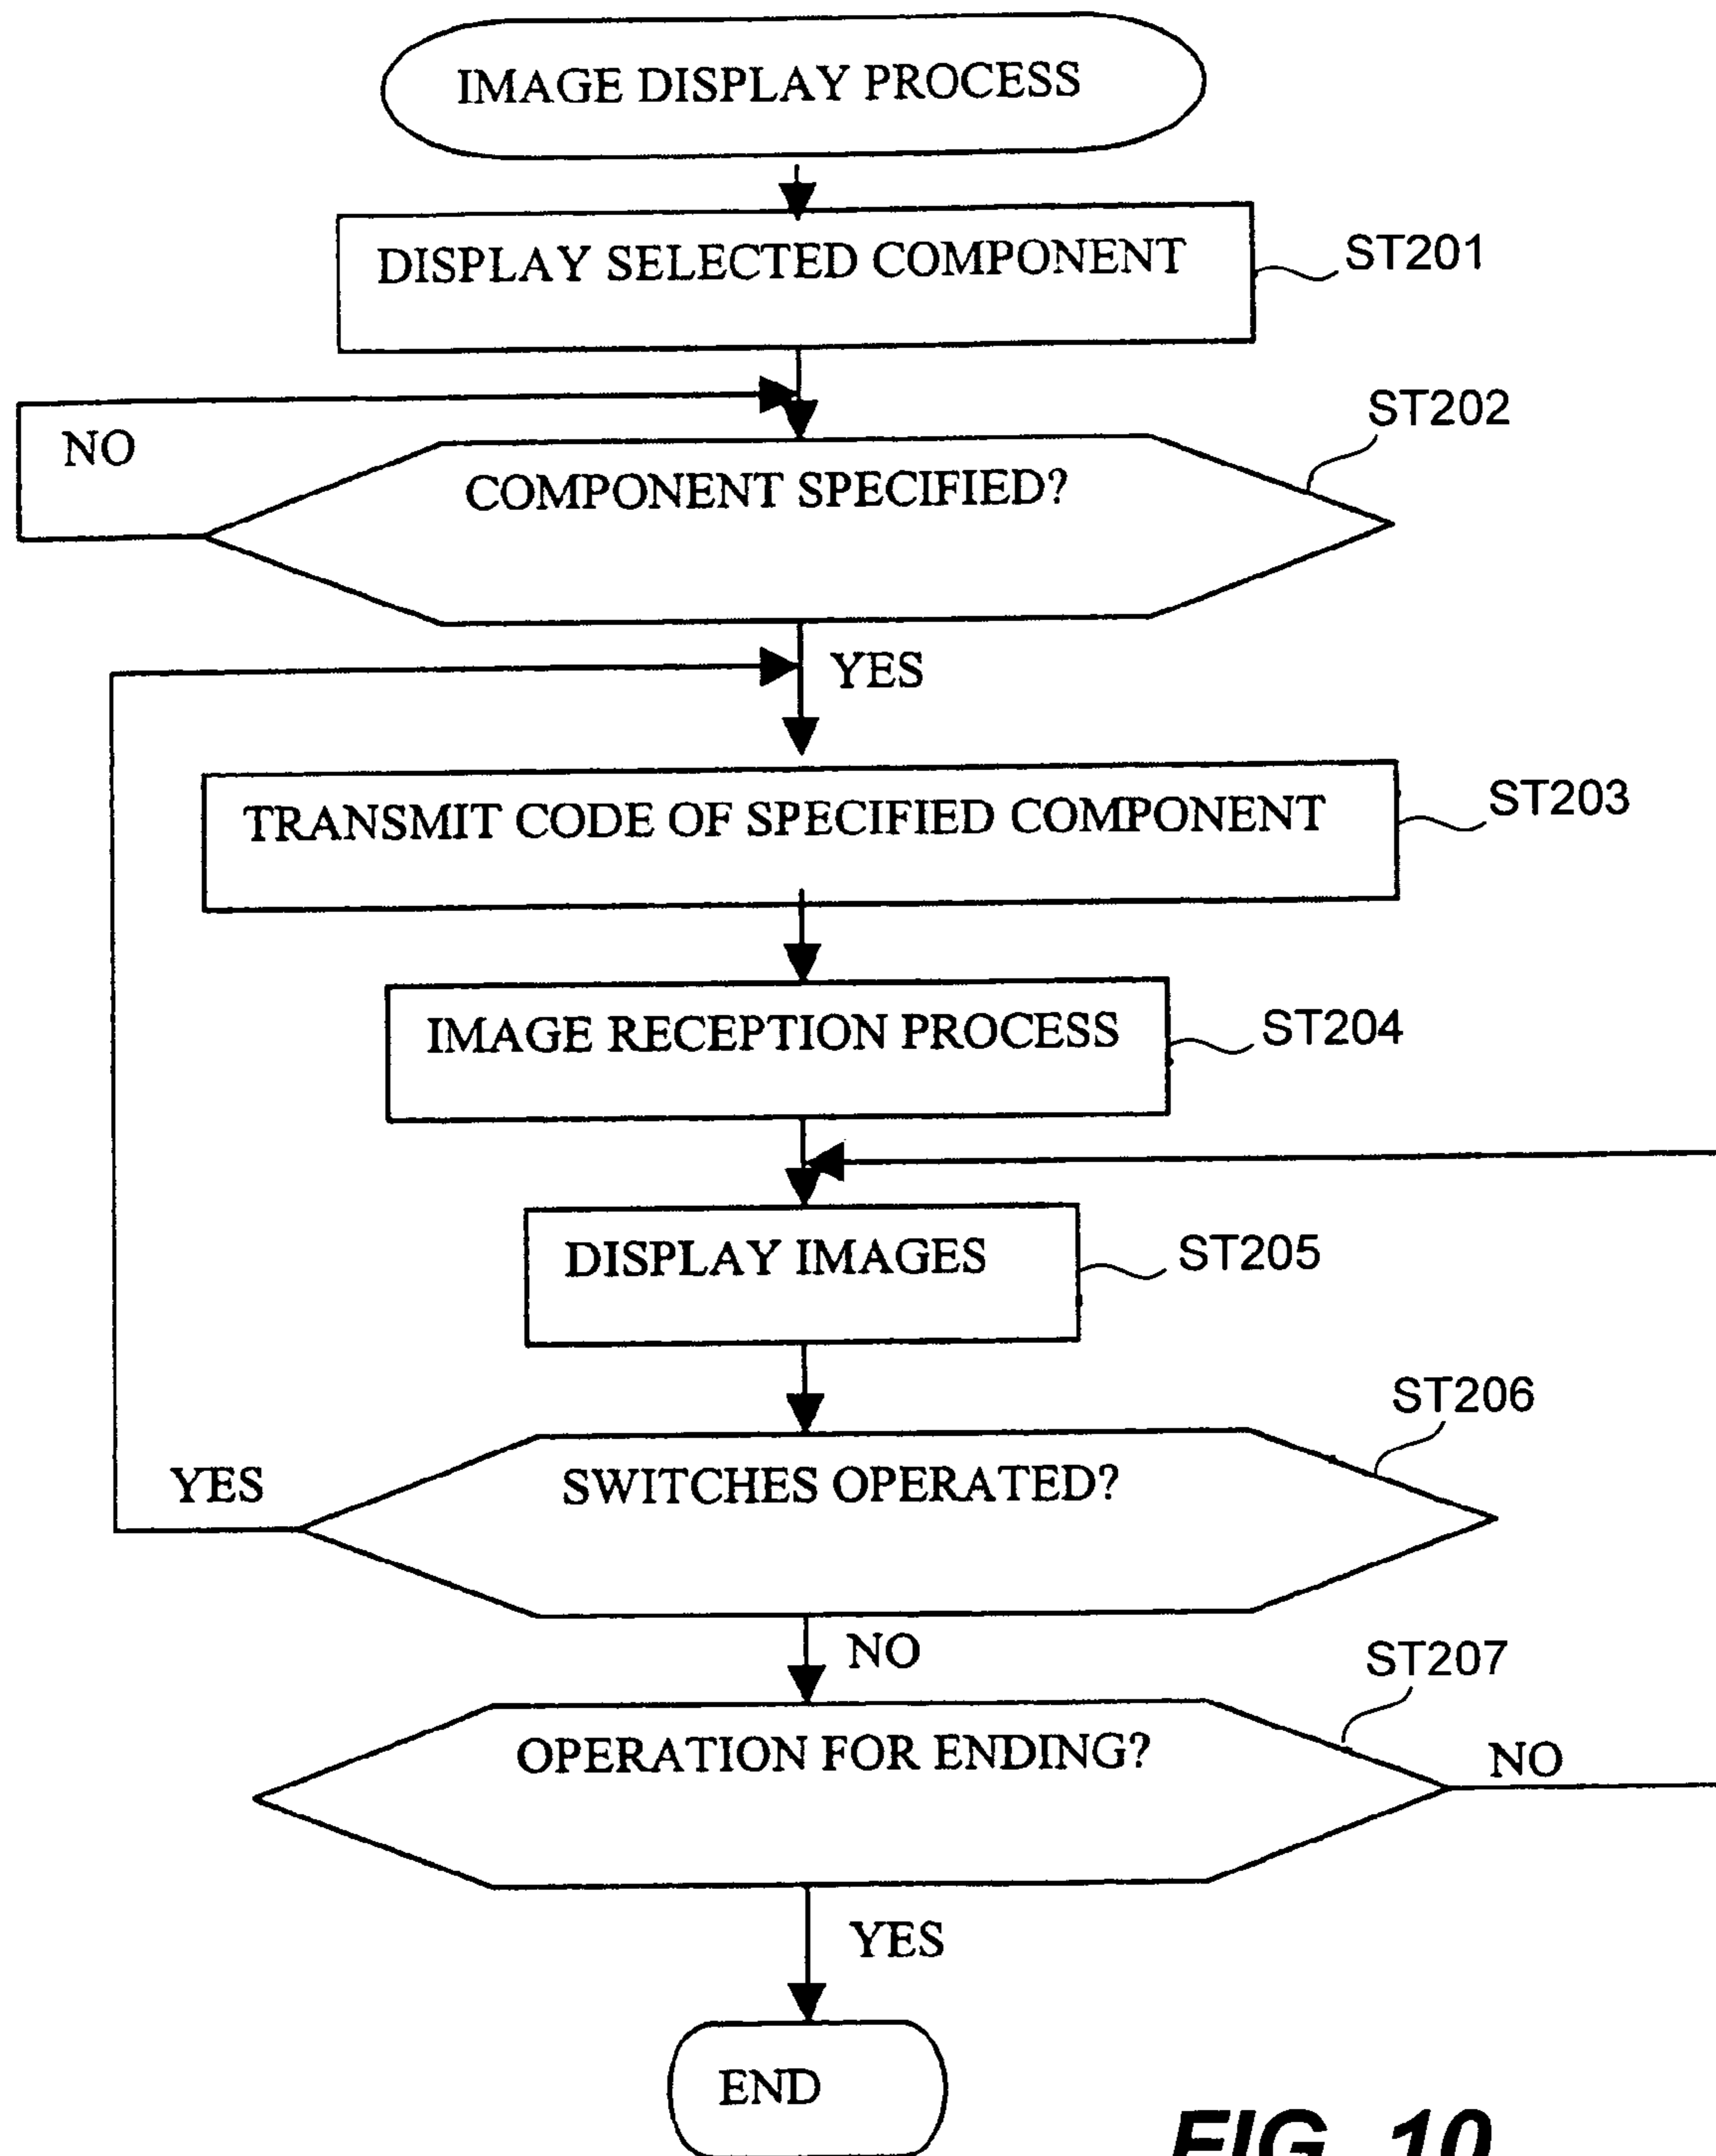 IMAGE DISPLAY PROCESS
DISPLAY SELECTED COMPONENT
ST201
NO
COMPONENT SPECIFIED?
ST202
YES
TRANSMIT CODE OF SPECIFIED COMPONENT
ST203
IMAGE RECEPTION PROCESS
ST204
DISPLAY IMAGES
ST205
YES
SWITCHES OPERATED?
ST206
NO
OPERATION FOR ENDING?
ST207
NO
YES
END
FIG. 10